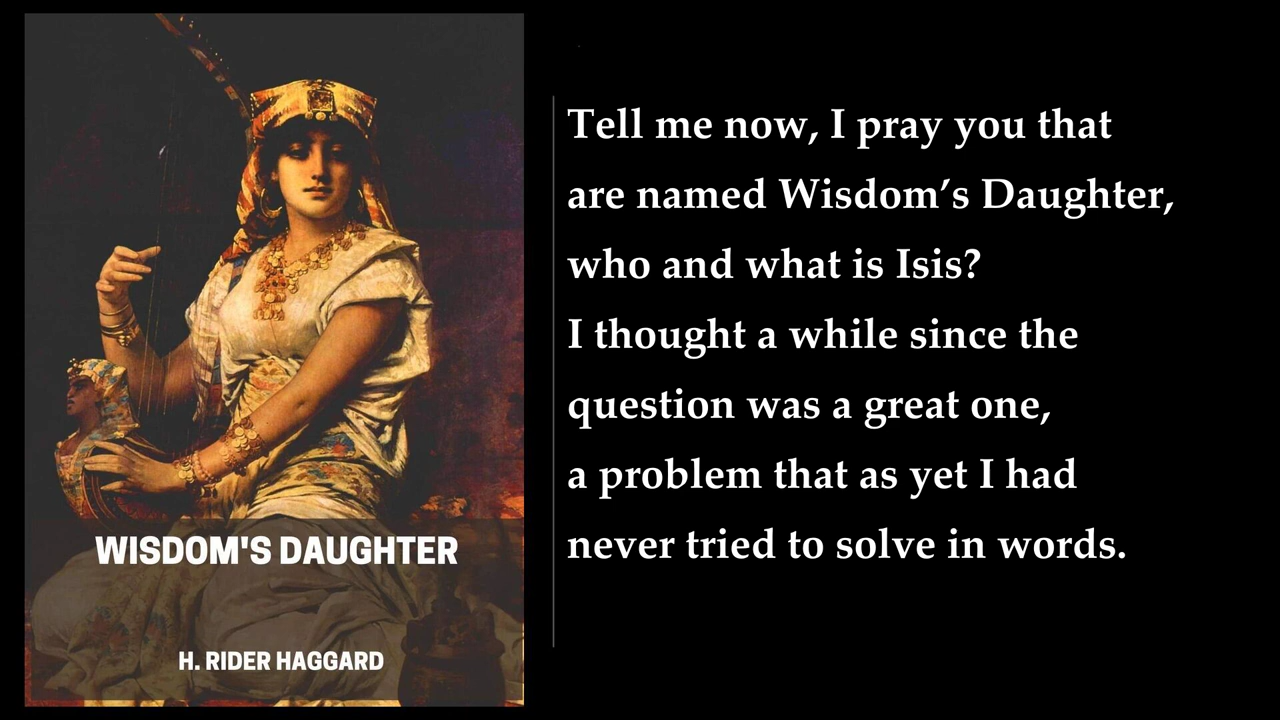 WISDOM'S DAUGHTER
H. RIDER HAGGARD
Tell me now, I pray you that
are named Wisdom’s Daughter,
who and what is Isis?
I thought a while since the
question was a great one,
a problem that as yet I had
never tried to solve in words.